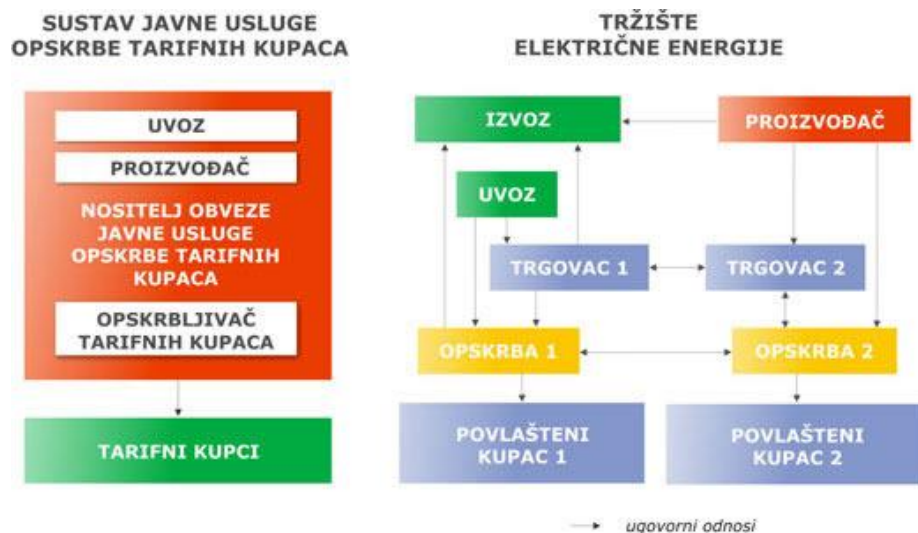 SUSTAV JAVNE USLUGE
OPSKRBE TARIFNIH KUPACA
UVOZ
PROIZVOĐAČ
NOSITELJ OBVEZE
JAVNE USLUGE
OPSKRBE TARIFNIH
KUPACA
OPSKRBLJIVAČ
TARIFNIH KUPACA
TARIFNI KUPCI
TRŽIŠTE
ELEKTRIČNE ENERGIJE
IZVOZ
PROIZVOĐAČ
UVOZ
TRGOVAC 1
TRGOVAC 2
OPSKRBA 1
OPSKRBA 2
POVLAŠTENI
KUPAC 1
POVLAŠTENI
KUPAC 2
ugovorni odnosi